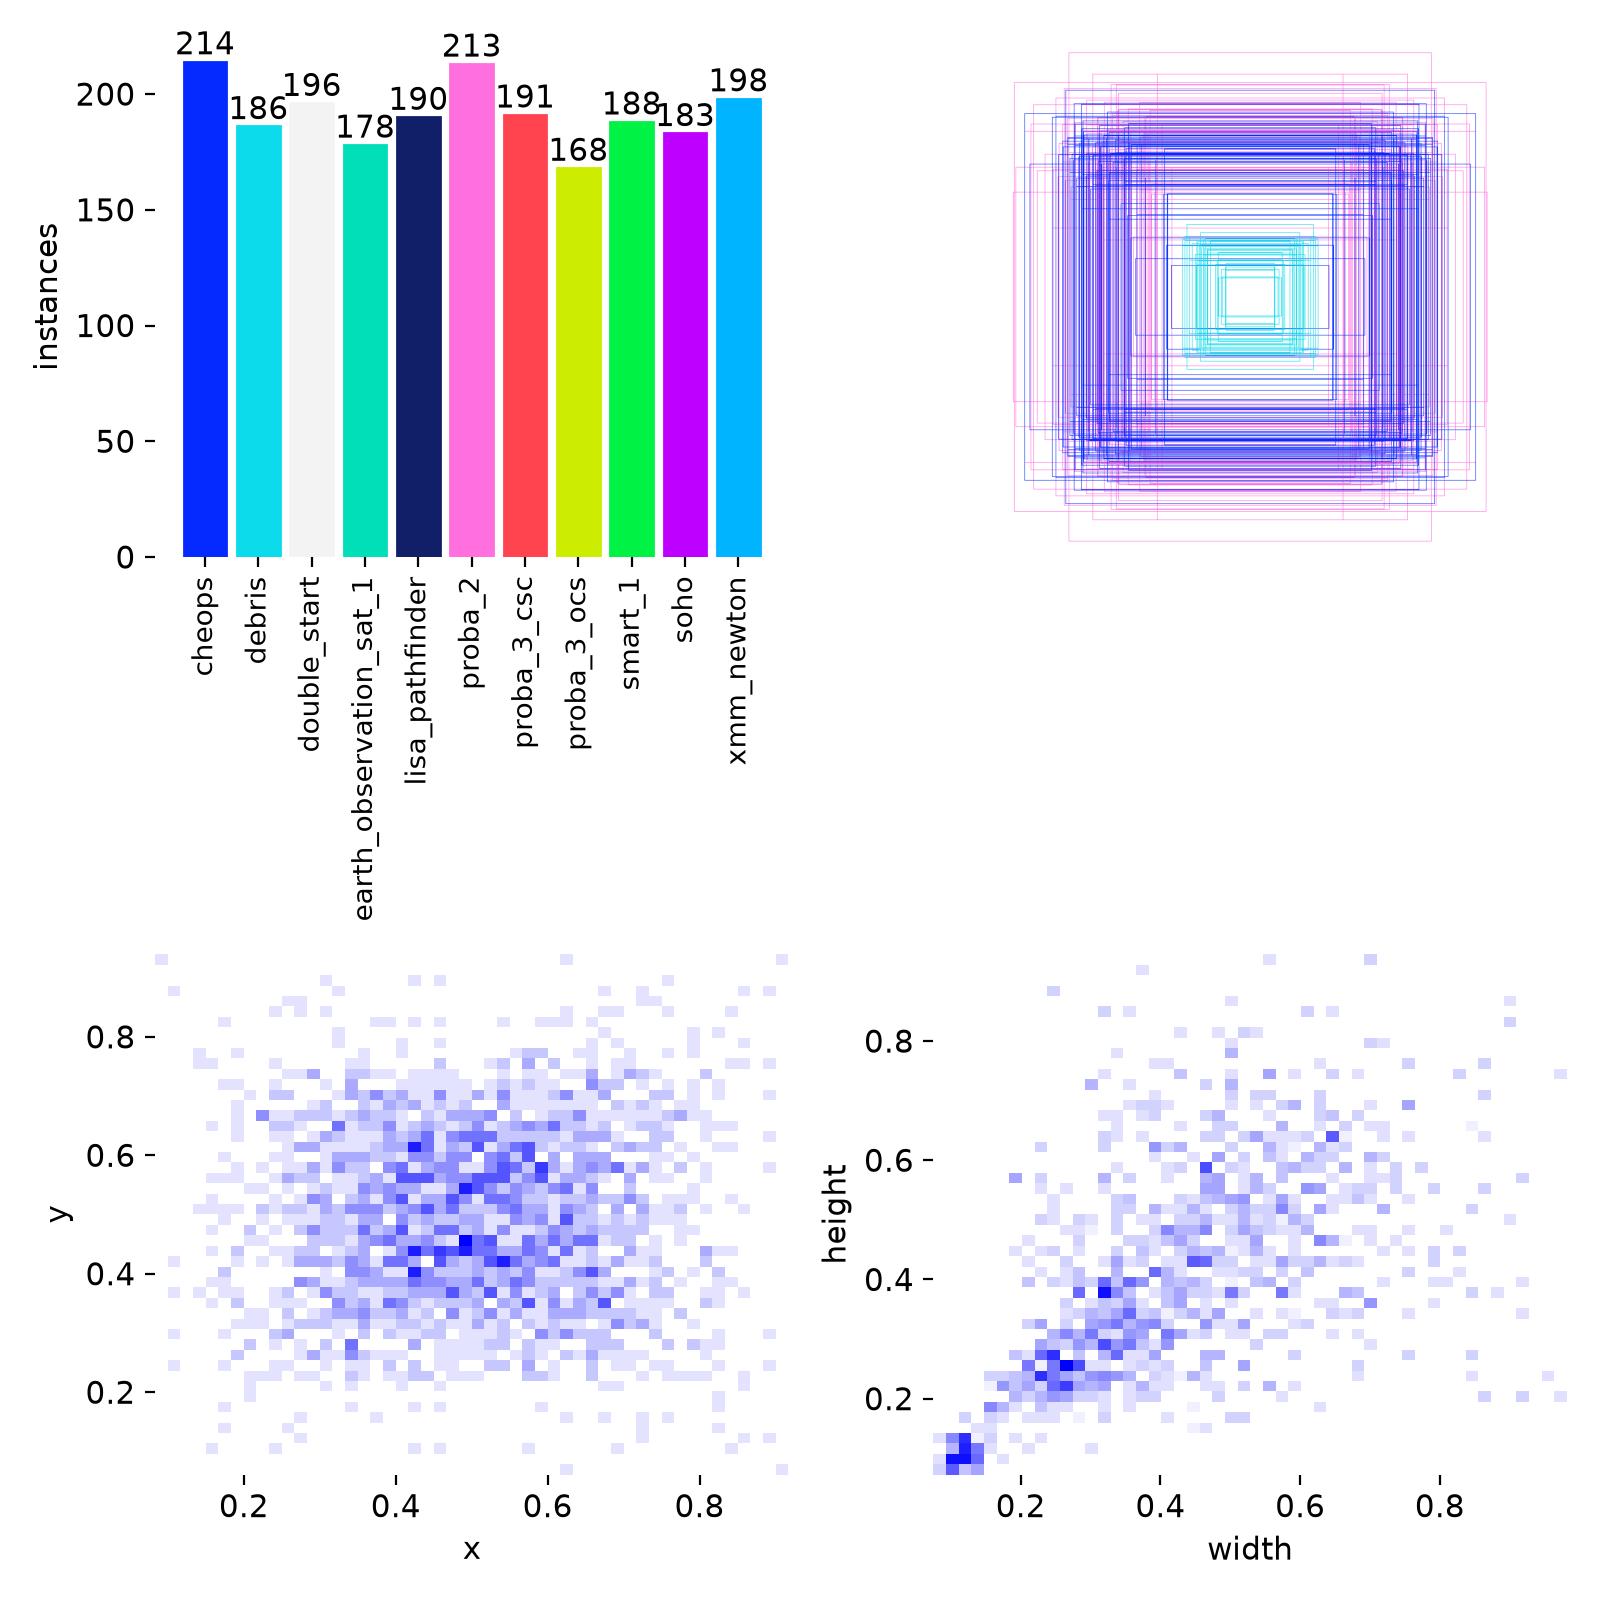 214
186
196
178
190
213
191
168
188
183
198
200
150
100
50
0
instances
cheops
debris
double_start
earth_observation_sat_1
lisa_pathfinder
proba_2
proba_3_csc
proba_3_ocs
smart_1
soho
xmm_newton
0.8
0.6
0.4
0.2
y
0.2
0.4
0.6
0.8
x
0.8
0.6
0.4
0.2
height
0.2
0.4
0.6
0.8
width